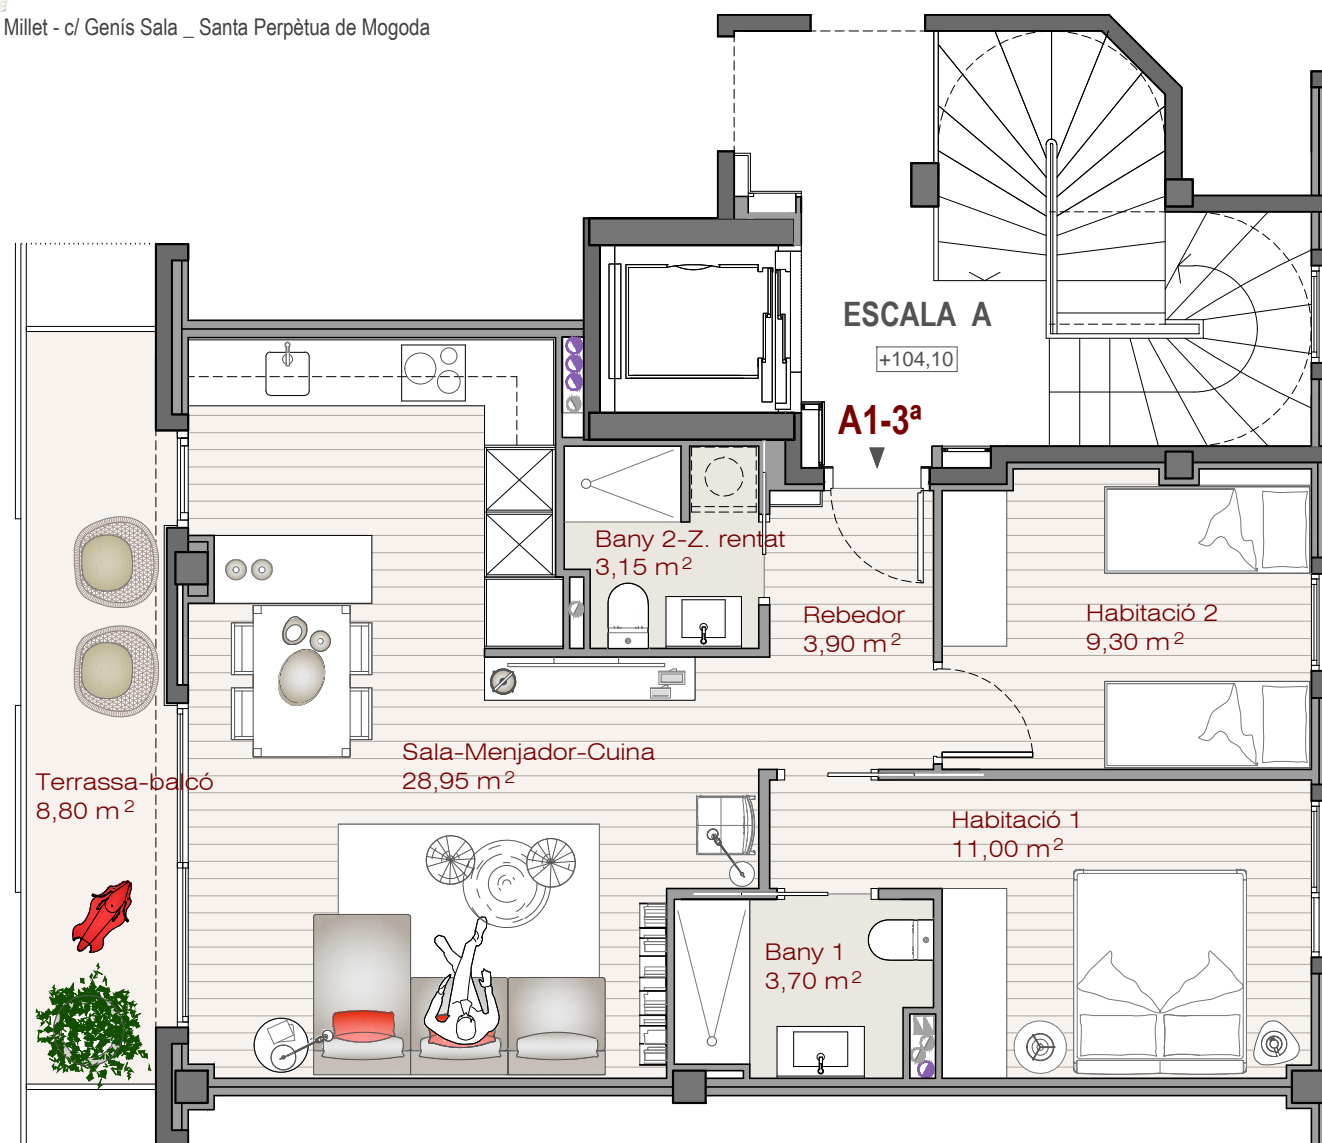 Millet - c/ Genís Sala _ Santa Perpètua de Mogoda
ESCALA A
+104,10
A1-3ª
Bany 2-Z. rentat
3,15 m²
Rebedor
3,90 m²
Habitació 2
9,30 m²
Sala-Menjador-Cuina
28,95 m²
Terrassa-balcó
8,80 m²
Habitació 1
11,00 m²
Bany 1
3,70 m²